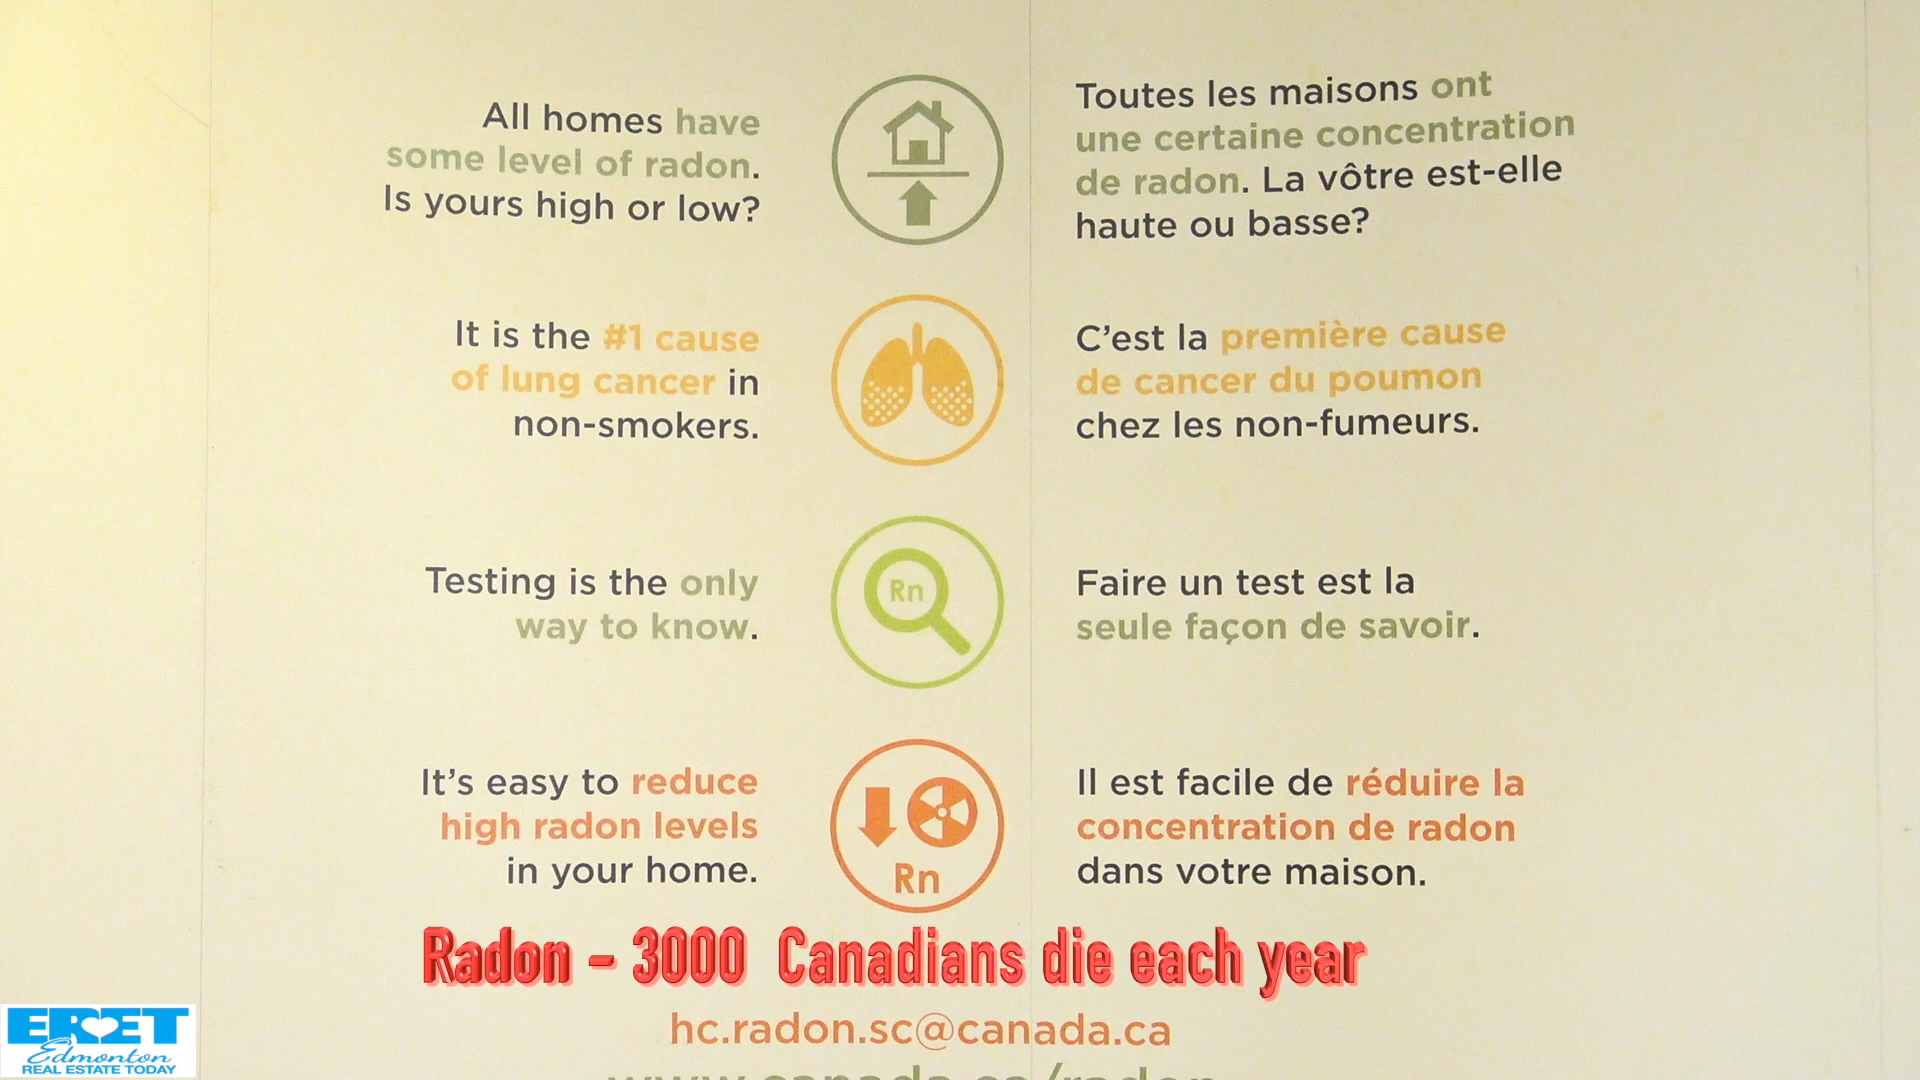 All homes have
some level of radon.
Is yours high or low?
Toutes les maisons ont
une certaine concentration
de radon. La vôtre est-elle
haute ou basse?
It is the #1 cause
of lung cancer in
non-smokers.
C'est la première cause
de cancer du poumon
chez les non-fumeurs.
Testing is the only
way to know.
Rn
Faire un test est la
seule façon de savoir.
It's easy to reduce
high radon levels
in your home.
Rn
Il est facile de réduire la
concentration de radon
dans votre maison.
Radon - 3000 Canadians die each year
hc.radon.sc@canada.ca
www.canada.ca/radon
ERET
Edmonton
REAL ESTATE TODAY